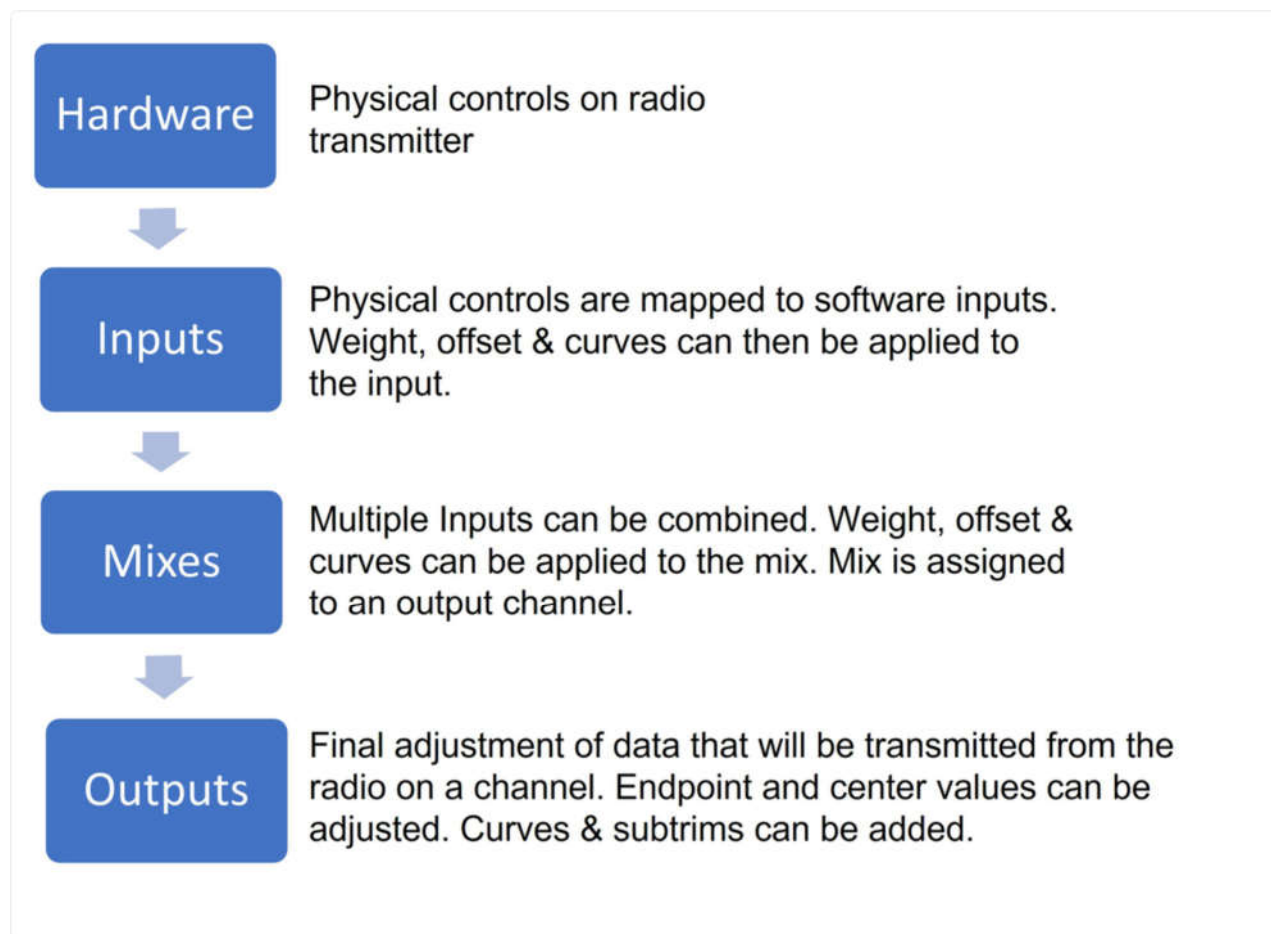 Hardware
Physical controls on radio
transmitter
Inputs
Physical controls are mapped to software inputs.
Weight, offset & curves can then be applied to
the input.
Mixes
Multiple Inputs can be combined. Weight, offset &
curves can be applied to the mix. Mix is assigned
to an output channel.
Outputs
Final adjustment of data that will be transmitted from the
radio on a channel. Endpoint and center values can be
adjusted. Curves & subtrims can be added.